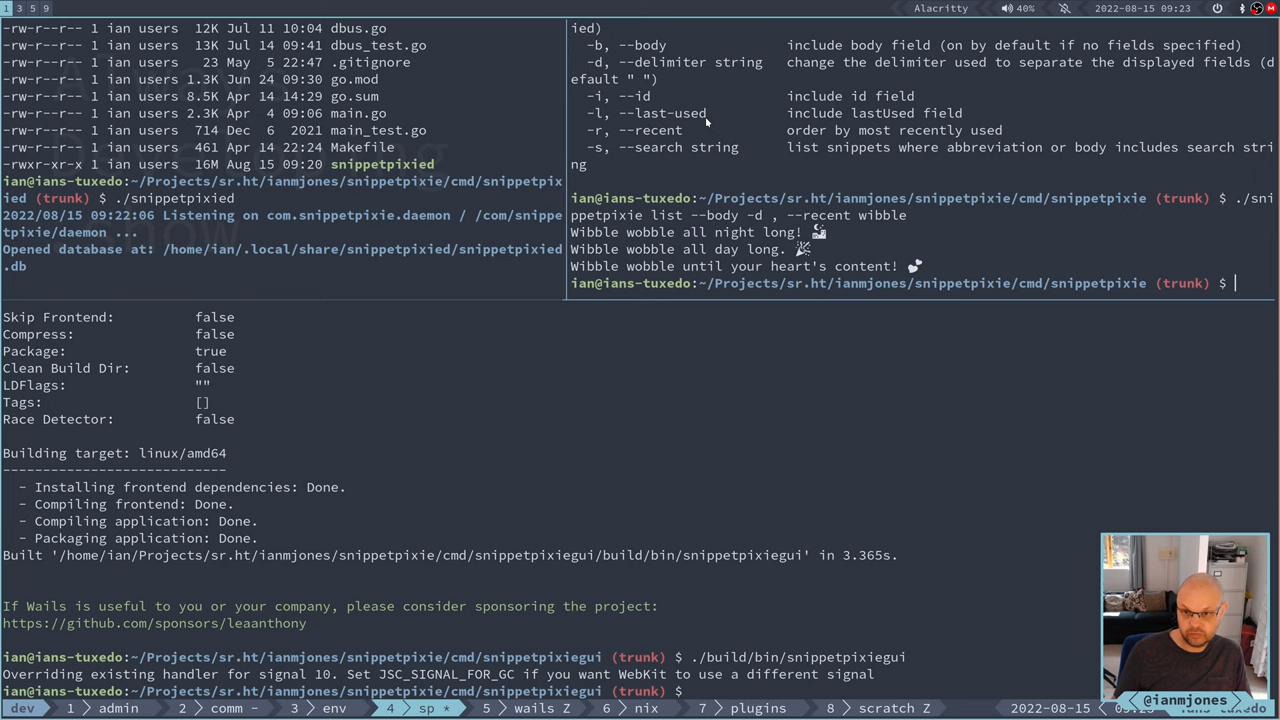 1 3 5 9
Alacritty 40% 2022-08-15 09:23
-rw-r--r-- 1 ian users 12K Jul 11 10:04 dbus.go
-rw-r--r-- 1 ian users 13K Jul 14 09:41 dbus_test.go
-rw-r--r-- 1 ian users 23 May 5 22:47 .gitignore
-rw-r--r-- 1 ian users 1.3K Jun 24 09:30 go.mod
-rw-r--r-- 1 ian users 8.5K Apr 14 14:29 go.sum
-rw-r--r-- 1 ian users 2.3K Apr 4 09:06 main.go
-rw-r--r-- 1 ian users 714 Dec 6 2021 main_test.go
-rw-r--r-- 1 ian users 461 Apr 14 22:24 Makefile
-rwxr-xr-x 1 ian users 16M Aug 15 09:20 snippetpixied
ian@ians-tuxedo:~/Projects/sr.ht/ianmjones/snippetpixie/cmd/snippetpix
ied (trunk) $ ./snippetpixied
2022/08/15 09:22:06 Listening on com.snippetpixie.daemon / /com/snippe
tpixie/daemon ...
Opened database at: /home/ian/.local/share/snippetpixied/snippetpixied
.db
ied)
-b, --body include body field (on by default if no fields specified)
-d, --delimiter string change the delimiter used to separate the displayed fields (d
efault " ")
-i, --id include id field
-l, --last-used include lastUsed field
-r, --recent order by most recently used
-s, --search string list snippets where abbreviation or body includes search stri
ng
ian@ians-tuxedo:~/Projects/sr.ht/ianmjones/snippetpixie/cmd/snippetpixie (trunk) $ ./sni
ppetpixie list --body -d , --recent wibble
Wibble wobble all night long! 🌃
Wibble wobble all day long. 🎉
Wibble wobble until your heart's content! 💕
ian@ians-tuxedo:~/Projects/sr.ht/ianmjones/snippetpixie/cmd/snippetpixie (trunk) $
Skip Frontend: false
Compress: false
Package: true
Clean Build Dir: false
LDFlags: ""
Tags: []
Race Detector: false
Building target: linux/amd64
----------------------------
- Installing frontend dependencies: Done.
- Compiling frontend: Done.
- Compiling application: Done.
- Packaging application: Done.
Built '/home/ian/Projects/sr.ht/ianmjones/snippetpixie/cmd/snippetpixiegui/build/bin/snippetpixiegui' in 3.365s.
If Wails is useful to you or your company, please consider sponsoring the project:
https://github.com/sponsors/leaanthony
ian@ians-tuxedo:~/Projects/sr.ht/ianmjones/snippetpixie/cmd/snippetpixiegui (trunk) $ ./build/bin/snippetpixiegui
Overriding existing handler for signal 10. Set JSC_SIGNAL_FOR_GC if you want WebKit to use a different signal
ian@ians-tuxedo:~/Projects/sr.ht/ianmjones/snippetpixie/cmd/snippetpixiegui (trunk) $
@ianmjones
dev 1 admin 2 comm - 3 env 4 sp * 5 wails Z 6 nix 7 plugins 8 scratch Z 2022-08-15